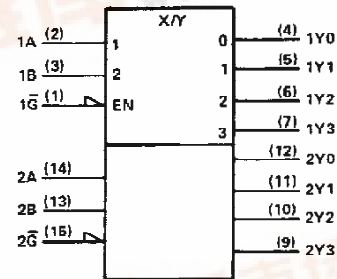 X/Y
1A (2) 1 0 (4) 1Y0
1B (3) 2 1 (5) 1Y1
1G̅ (1) EN 2 (6) 1Y2
3 (7) 1Y3
(12) 2Y0
2A (14) (11) 2Y1
2B (13) (10) 2Y2
2G̅ (15) (9) 2Y3